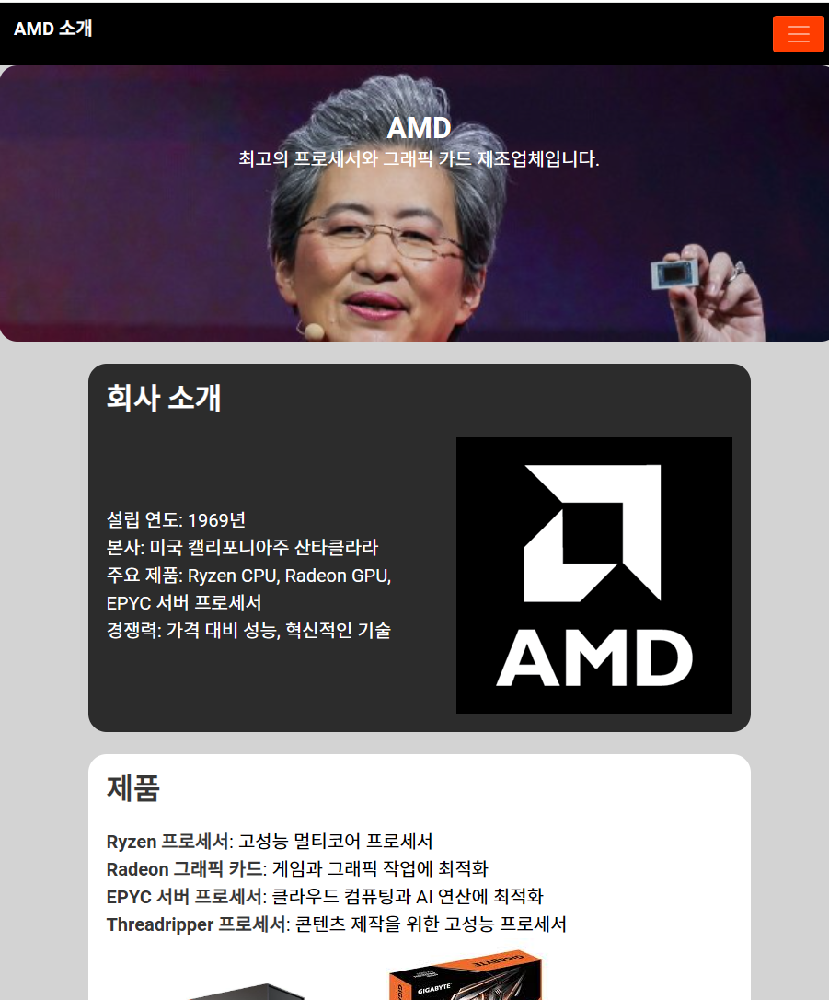 AMD 소개
AMD
최고의 프로세서와 그래픽 카드 제조업체입니다.
회사 소개
설립 연도: 1969년
본사: 미국 캘리포니아주 산타클라라
주요 제품: Ryzen CPU, Radeon GPU,
EPYC 서버 프로세서
경쟁력: 가격 대비 성능, 혁신적인 기술
AMD
제품
Ryzen 프로세서: 고성능 멀티코어 프로세서
Radeon 그래픽 카드: 게임과 그래픽 작업에 최적화
EPYC 서버 프로세서: 클라우드 컴퓨팅과 AI 연산에 최적화
Threadripper 프로세서: 콘텐츠 제작을 위한 고성능 프로세서
GIGABYTE
GIGABYTE